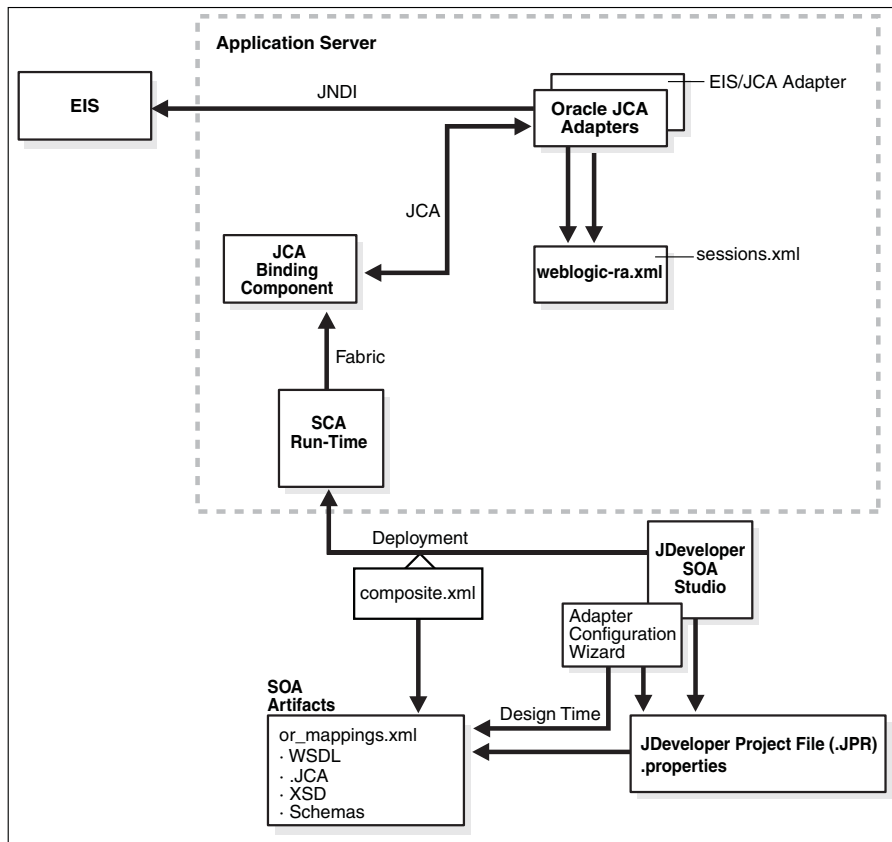 Application Server
EIS
JNDI
Oracle JCA
Adapters
EIS/JCA Adapter
JCA
JCA
Binding
Component
weblogic-ra.xml
sessions.xml
Fabric
SCA
Run-Time
Deployment
JDeveloper
SOA
Studio
composite.xml
Adapter
Configuration
Wizard
SOA
Artifacts
Design Time
or_mappings.xml
· WSDL
· .JCA
· XSD
· Schemas
JDeveloper Project File (.JPR)
.properties